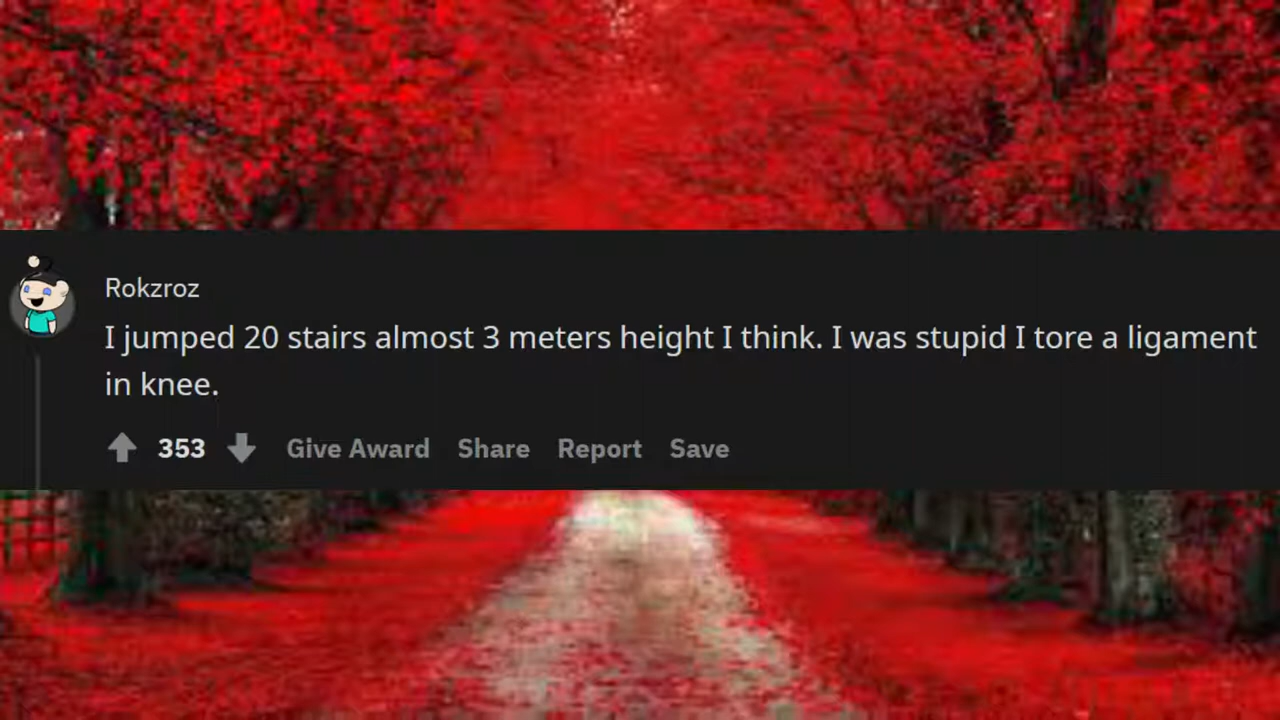 Rokzroz
I jumped 20 stairs almost 3 meters height I think. I was stupid I tore a ligament
in knee.
353 Give Award Share Report Save